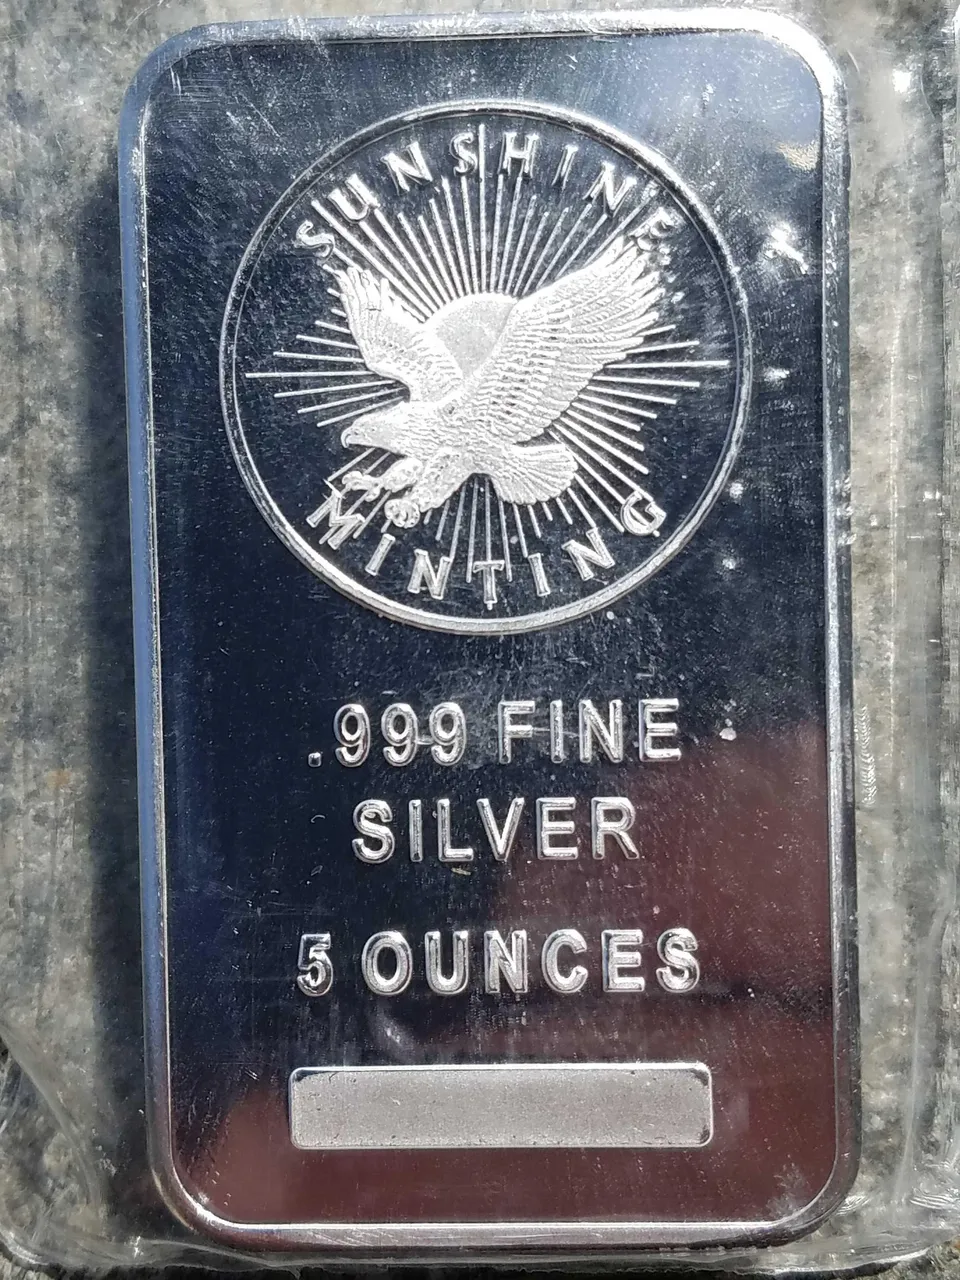 SUNSHINE
MINTING
.999 FINE
SILVER
5 OUNCES